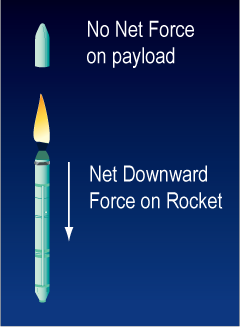 No Net Force
on payload
Net Downward
Force on Rocket